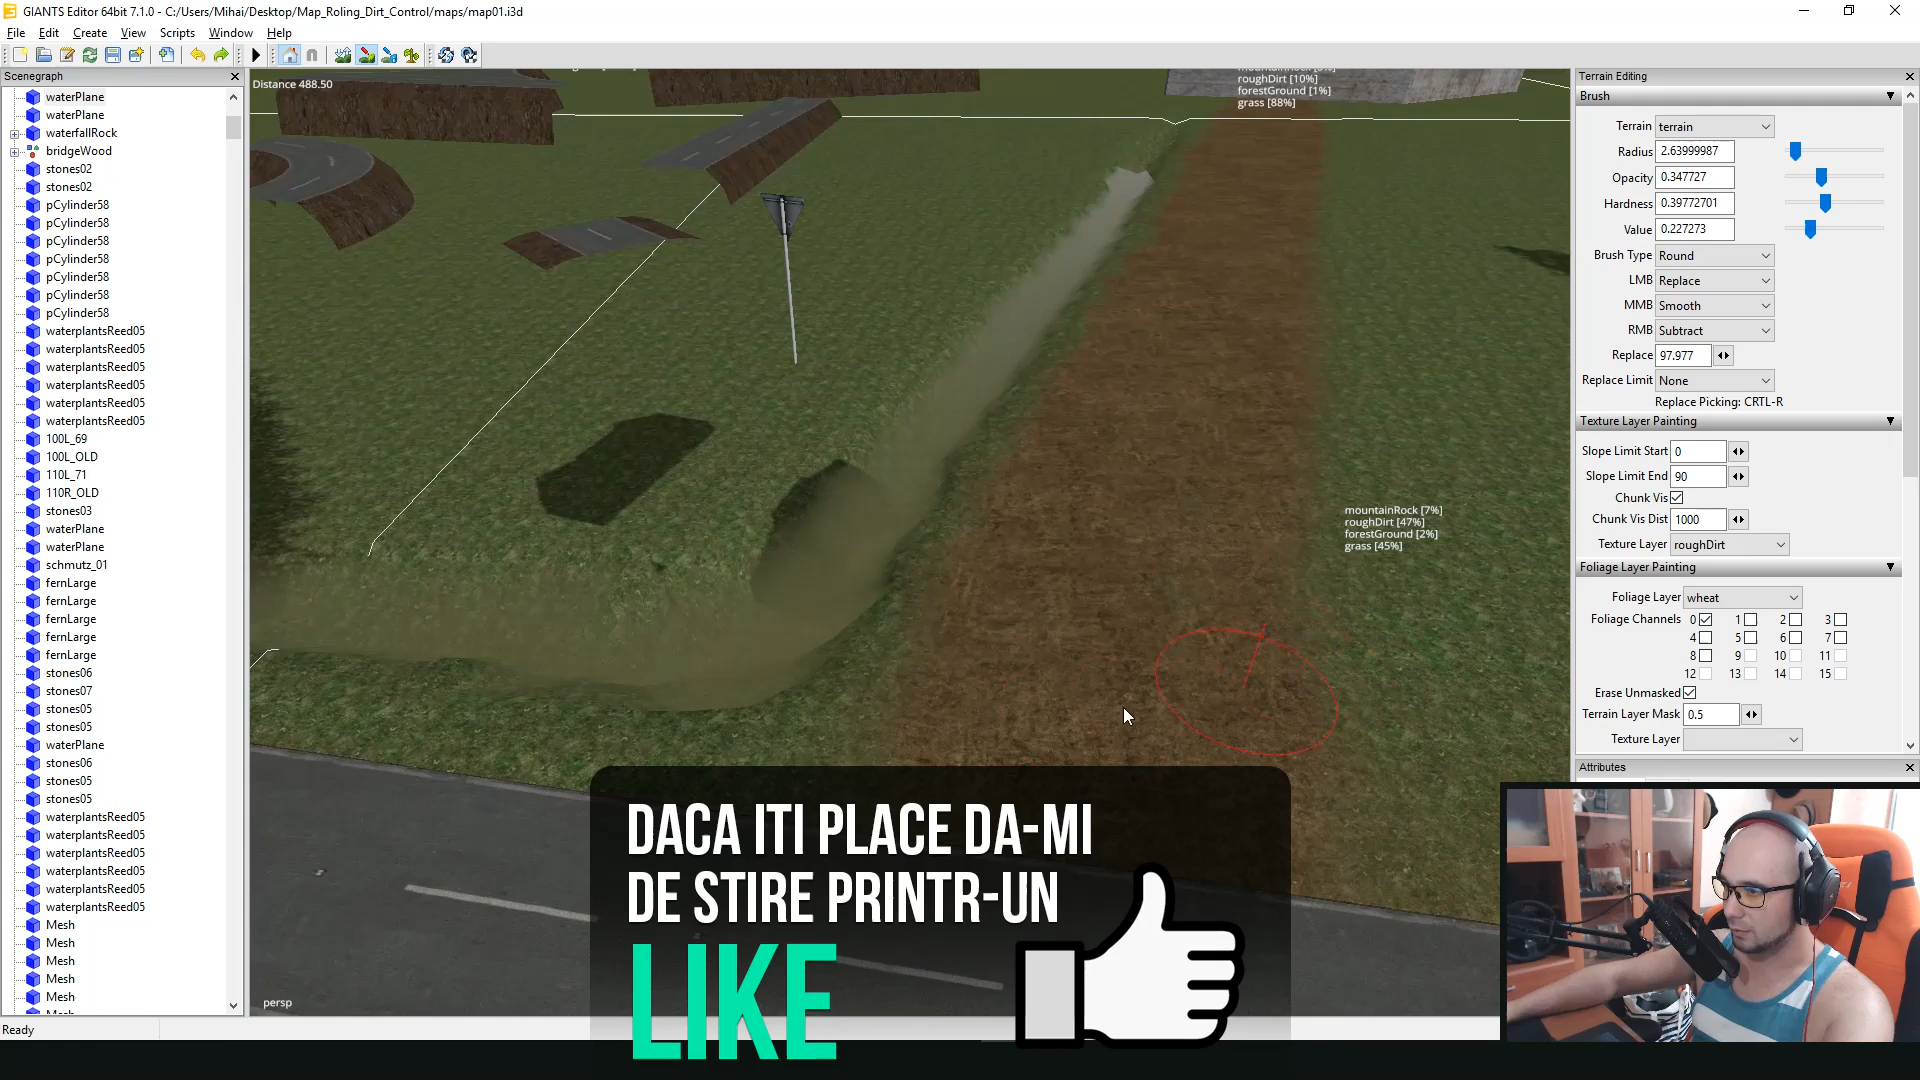 GIANTS Editor 64bit 7.1.0 - C:/Users/Mihai/Desktop/Map_Roling_Dirt_Control/maps/map01.i3d
File Edit Create View Scripts Window Help
Scenegraph
waterPlane
waterPlane
waterfallRock
bridgeWood
stones02
stones02
pCylinder58
pCylinder58
pCylinder58
pCylinder58
pCylinder58
pCylinder58
pCylinder58
waterplantsReed05
waterplantsReed05
waterplantsReed05
waterplantsReed05
waterplantsReed05
waterplantsReed05
100L_69
100L_OLD
110L_71
110R_OLD
stones03
waterPlane
waterPlane
schmutz_01
fernLarge
fernLarge
fernLarge
fernLarge
fernLarge
stones06
stones07
stones05
stones05
waterPlane
stones06
stones05
stones05
waterplantsReed05
waterplantsReed05
waterplantsReed05
waterplantsReed05
waterplantsReed05
waterplantsReed05
Mesh
Mesh
Mesh
Mesh
Mesh
Ready
Distance 488.50
roughDirt [10%]
forestGround [1%]
grass [88%]
mountainRock [7%]
roughDirt [47%]
forestGround [2%]
grass [45%]
persp
DACA ITI PLACE DA-MI
DE STIRE PRINTR-UN
LIKE
Terrain Editing
Brush
Terrain terrain
Radius 2.63999987
Opacity 0.347727
Hardness 0.39772701
Value 0.227273
Brush Type Round
LMB Replace
MMB Smooth
RMB Subtract
Replace 97.977
Replace Limit None
Replace Picking: CRTL-R
Texture Layer Painting
Slope Limit Start 0
Slope Limit End 90
Chunk Vis
Chunk Vis Dist 1000
Texture Layer roughDirt
Foliage Layer Painting
Foliage Layer wheat
Foliage Channels 0 1 2 3
4 5 6 7
8 9 10 11
12 13 14 15
Erase Unmasked
Terrain Layer Mask 0.5
Texture Layer
Attributes